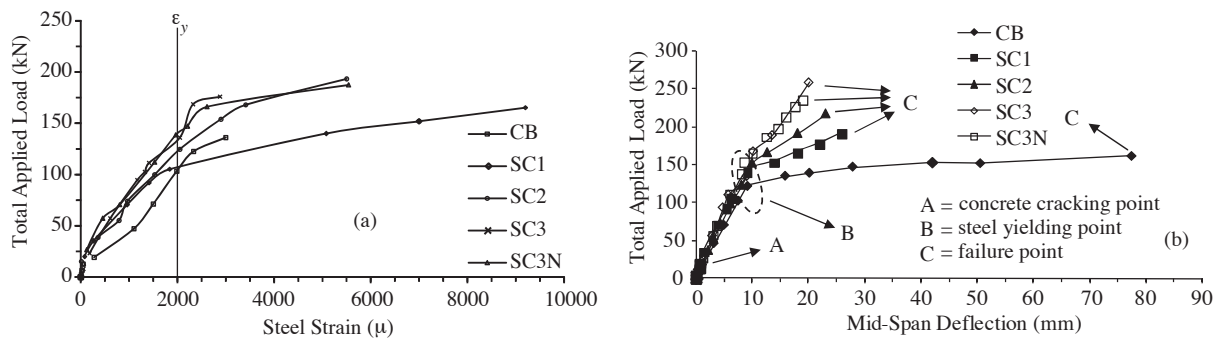 εy
Total Applied Load (kN)
250
200
150
100
50
0
0
2000
4000
6000
8000
10000
Steel Strain (μ)
CB
SC1
SC2
SC3
SC3N
(a)
Total Applied Load (kN)
300
250
200
150
100
50
0
0
10
20
30
40
50
60
70
80
90
Mid-Span Deflection (mm)
CB
SC1
SC2
SC3
SC3N
C
C
A
B
A = concrete cracking point
B = steel yielding point
C = failure point
(b)